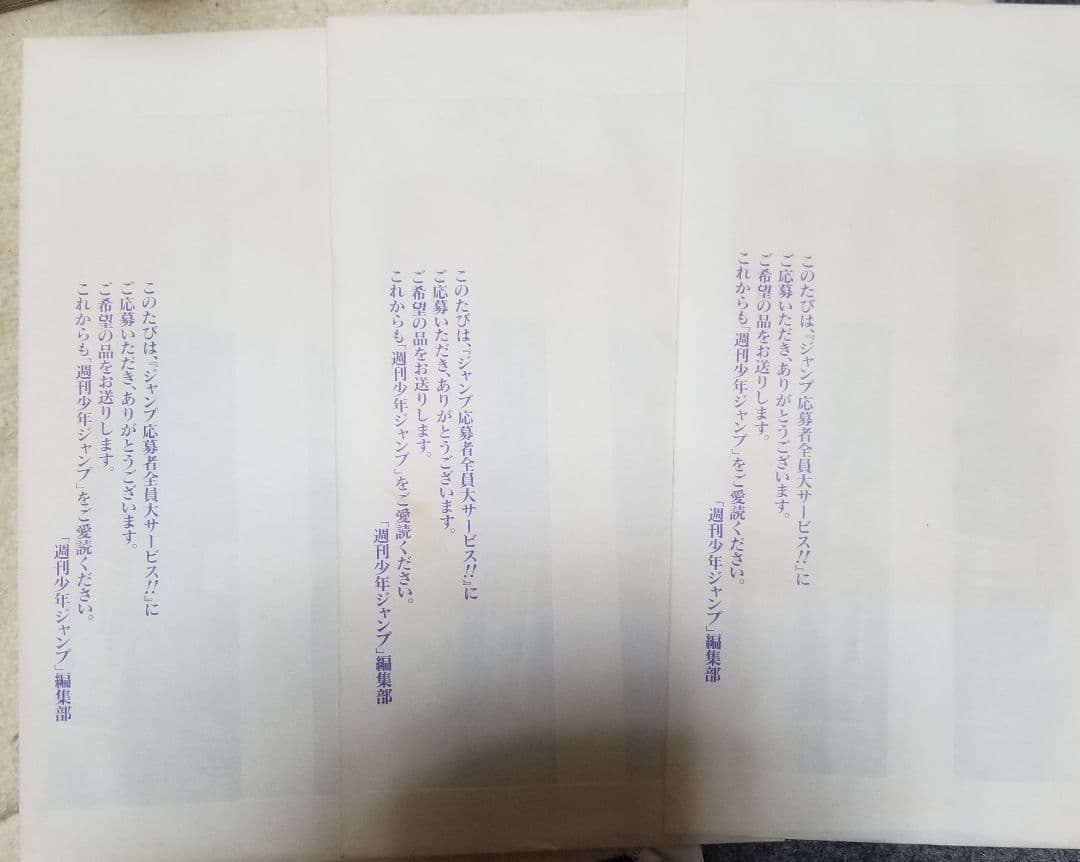 このたびは、『ジャンプ応募者全員大サービス!!』に
ご応募いただき、ありがとうございます。
ご希望の品をお送りします。
これからも「週刊少年ジャンプ」をご愛読ください。
「週刊少年ジャンプ」編集部
このたびは、『ジャンプ応募者全員大サービス!!』に
ご応募いただき、ありがとうございます。
ご希望の品をお送りします。
これからも「週刊少年ジャンプ」をご愛読ください。
「週刊少年ジャンプ」編集部
このたびは、『ジャンプ応募者全員大サービス!!』に
ご応募いただき、ありがとうございます。
ご希望の品をお送りします。
これからも「週刊少年ジャンプ」をご愛読ください。
「週刊少年ジャンプ」編集部